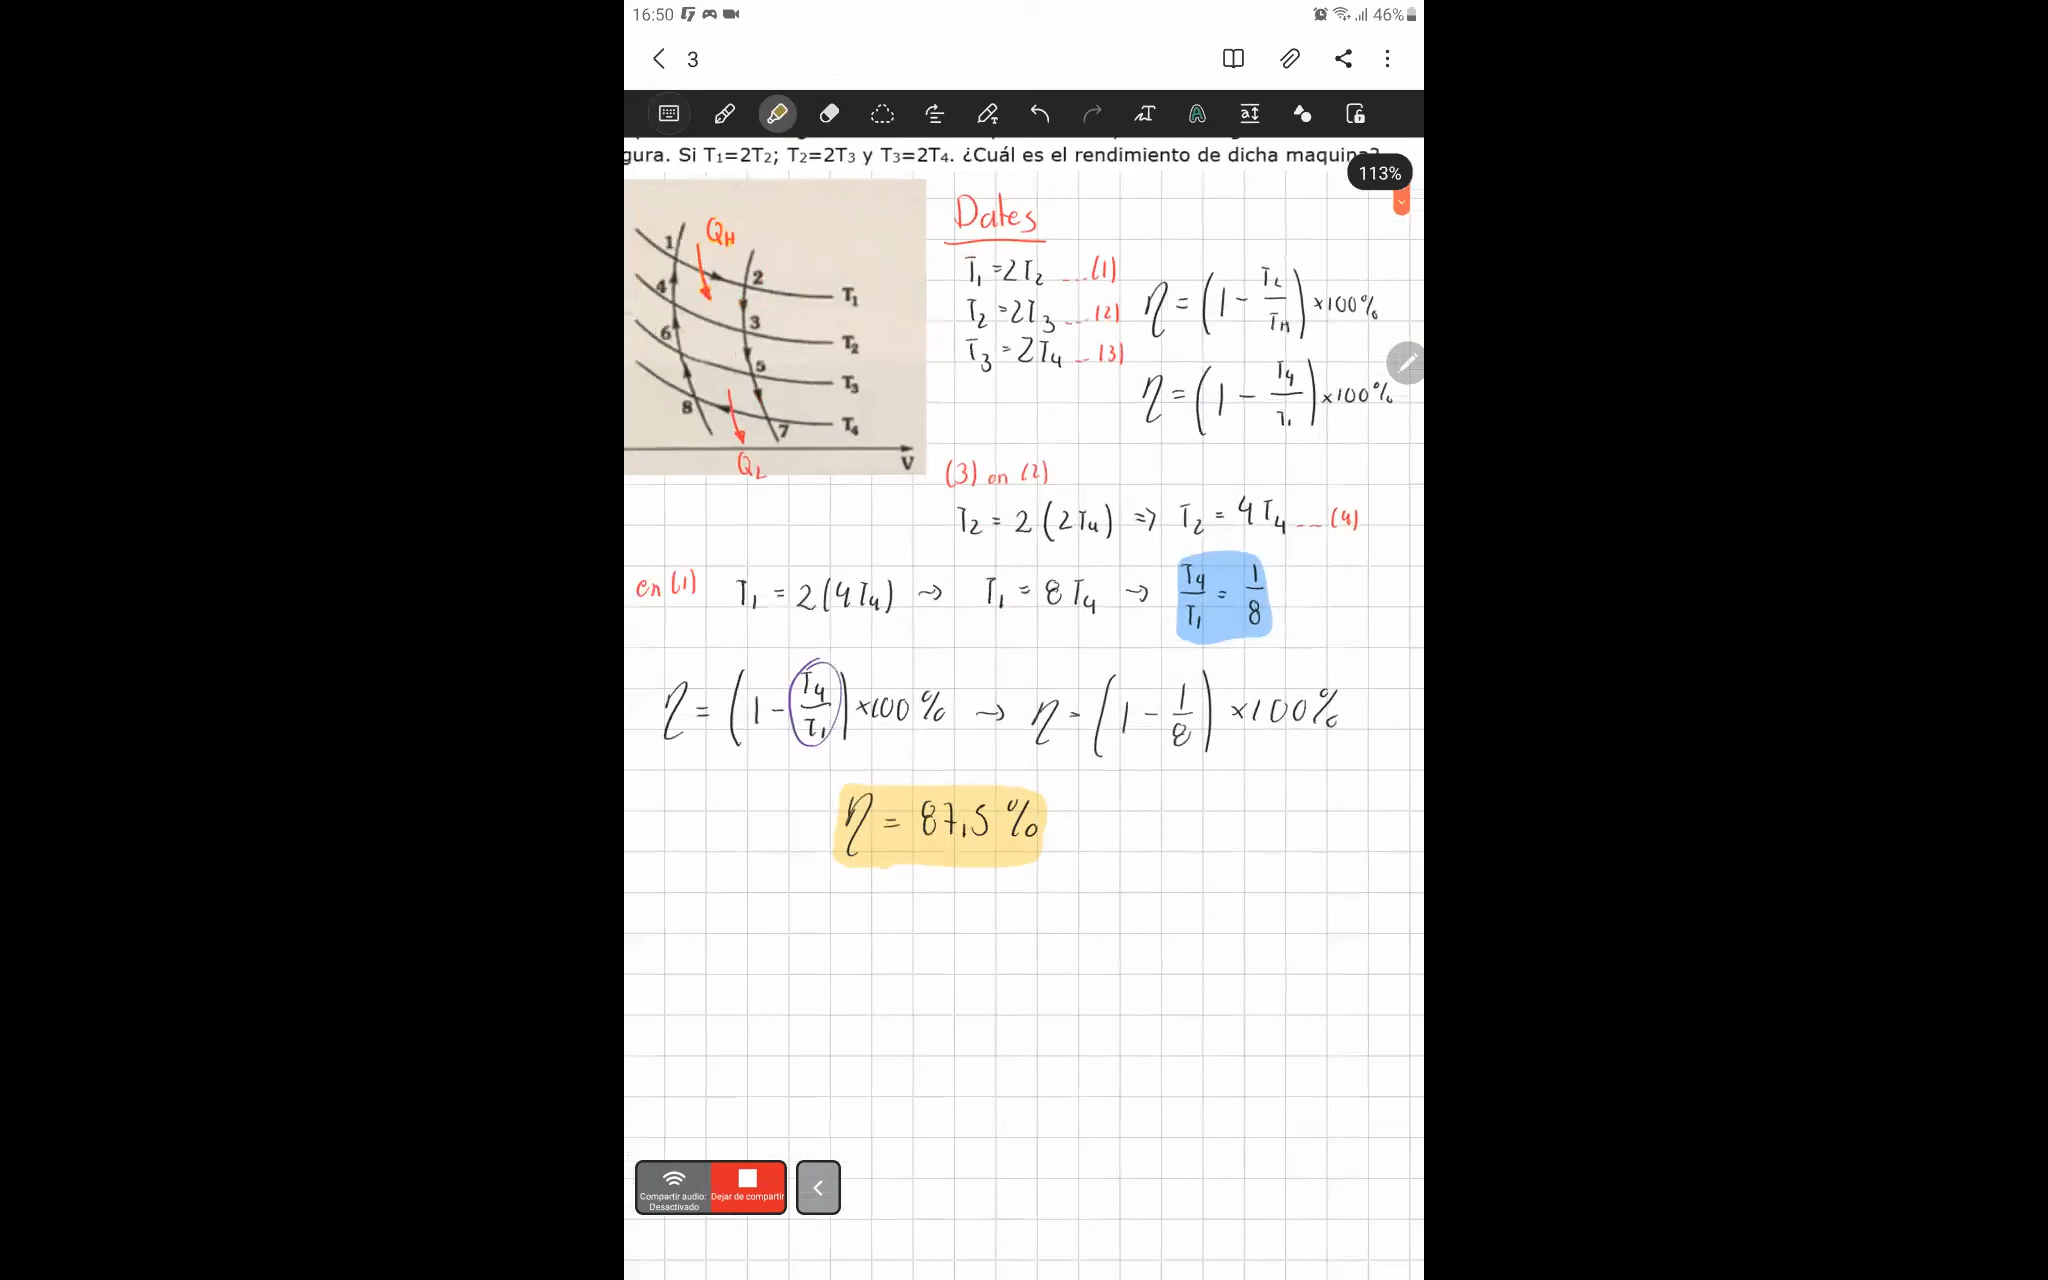 16:50 46%
3
gura. Si T₁=2T₂; T₂=2T₃ y T₃=2T₄. ¿Cuál es el rendimiento de dicha maquina?
113%
Dates
T₁ = 2T₂ ...(1)
T₂ = 2T₃ ...(2)
T₃ = 2T₄ ...(3)
η = (1 - T_L/T_H) ×100%
η = (1 - T₄/T₁) ×100%
Q_H
1
2
T₁
4
3
T₂
6
5
T₃
8
7
T₄
Q_L
V
(3) en (2)
T₂ = 2(2T₄) => T₂ = 4T₄ ...(4)
en (1) T₁ = 2(4T₄) → T₁ = 8T₄ → T₄/T₁ = 1/8
η = (1 - T₄/T₁) ×100% → η = (1 - 1/8) ×100%
η = 87,5%
Compartir audio:
Desactivado
Dejar de compartir